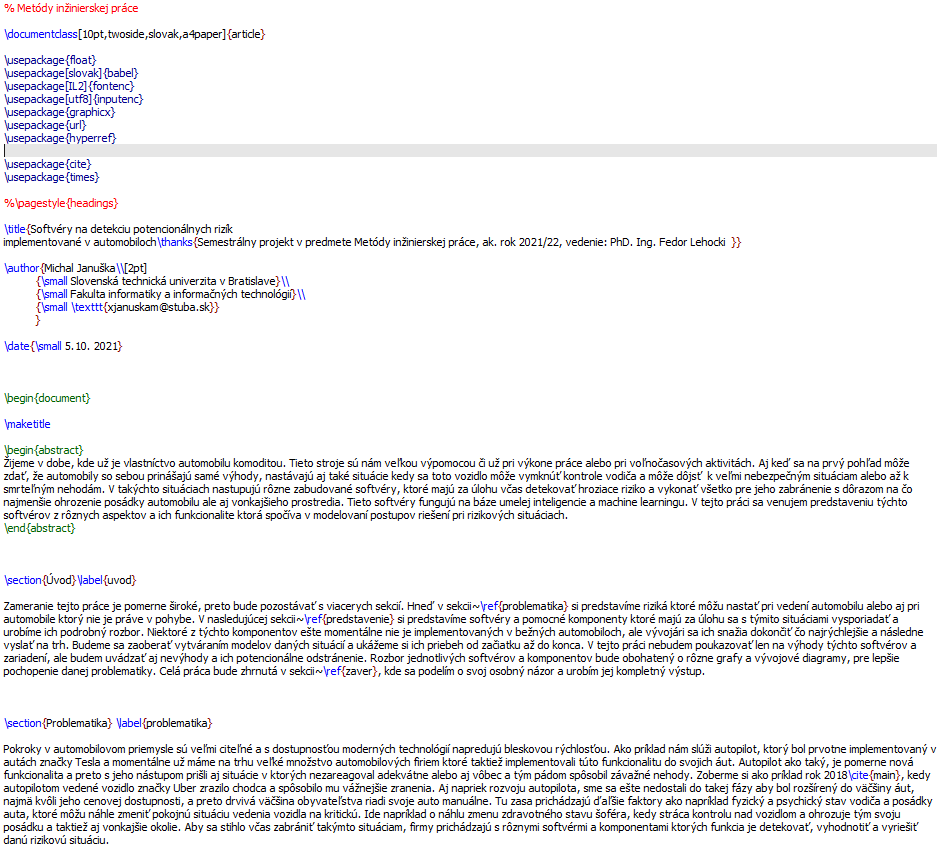 % Metódy inžinierskej práce
\documentclass[10pt,twoside,slovak,a4paper]{article}
\usepackage{float}
\usepackage[slovak]{babel}
\usepackage[IL2]{fontenc}
\usepackage[utf8]{inputenc}
\usepackage{graphicx}
\usepackage{url}
\usepackage{hyperref}
\usepackage{cite}
\usepackage{times}
%\pagestyle{headings}
\title{Softvéry na detekciu potencionálnych rizík
implementované v automobiloch\thanks{Semestrálny projekt v predmete Metódy inžinierskej práce, ak. rok 2021/22, vedenie: PhD. Ing. Fedor Lehocki }}
\author{Michal Januška\\[2pt]
{\small Slovenská technická univerzita v Bratislave}\\
{\small Fakulta informatiky a informačných technológií}\\
{\small \texttt{xjanuskam@stuba.sk}}
}
\date{\small 5.10. 2021}
\begin{document}
\maketitle
\begin{abstract}
Žijeme v dobe, kde už je vlastníctvo automobilu komoditou. Tieto stroje sú nám veľkou výpomocou či už pri výkone práce alebo pri voľnočasových aktivitách. Aj keď sa na prvý pohľad môže
zdať, že automobily so sebou prinášajú samé výhody, nastávajú aj také situácie kedy sa toto vozidlo môže vymknúť kontrole vodiča a môže dôjsť k veľmi nebezpečným situáciam alebo až k
smrteľným nehodám. V takýchto situáciach nastupujú rôzne zabudované softvéry, ktoré majú za úlohu včas detekovať hroziace riziko a vykonať všetko pre jeho zabránenie s dôrazom na čo
najmenšie ohrozenie posádky automobilu ale aj vonkajšieho prostredia. Tieto softvéry fungujú na báze umelej inteligencie a machine learningu. V tejto práci sa venujem predstaveniu týchto
softvérov z rôznych aspektov a ich funkcionalite ktorá spočíva v modelovaní postupov riešení pri rizikových situáciach.
\end{abstract}
\section{Úvod}\label{uvod}
Zameranie tejto práce je pomerne široké, preto bude pozostávať s viacerych sekcií. Hneď v sekcii~\ref{problematika} si predstavíme riziká ktoré môžu nastať pri vedení automobilu alebo aj pri
automobile ktorý nie je práve v pohybe. V nasledujúcej sekcii~\ref{predstavenie} si predstavíme softvéry a pomocné komponenty ktoré majú za úlohu sa s týmito situáciami vysporiadať a
urobíme ich podrobný rozbor. Niektoré z týchto komponentov ešte momentálne nie je implementovaných v bežných automobiloch, ale vývojári sa ich snažia dokončiť čo najrýchlejšie a následne
vyslať na trh. Budeme sa zaoberať vytváraním modelov daných situácií a ukážeme si ich priebeh od začiatku až do konca. V tejto práci nebudem poukazovať len na výhody týchto softvérov a
zariadení, ale budem uvádzať aj nevýhody a ich potencionálne odstránenie. Rozbor jednotlivých softvérov a komponentov bude obohatený o rôzne grafy a vývojové diagramy, pre lepšie
pochopenie danej problematiky. Celá práca bude zhrnutá v sekcii~\ref{zaver}, kde sa podelím o svoj osobný názor a urobím jej kompletný výstup.
\section{Problematika} \label{problematika}
Pokroky v automobilovom priemysle sú veľmi citeľné a s dostupnosťou moderných technológií napredujú bleskovou rýchlosťou. Ako príklad nám slúži autopilot, ktorý bol prvotne implementovaný v
autách značky Tesla a momentálne už máme na trhu veľké množstvo automobilových firiem ktoré taktiež implementovali túto funkcionalitu do svojich áut. Autopilot ako taký, je pomerne nová
funkcionalita a preto s jeho nástupom prišli aj situácie v ktorých nezareagoval adekvátne alebo aj vôbec a tým pádom spôsobil závažné nehody. Zoberme si ako príklad rok 2018\cite{main}, kedy
autopilotom vedené vozidlo značky Uber zrazilo chodca a spôsobilo mu vážnejšie zranenia. Aj napriek rozvoju autopilota, sme sa ešte nedostali do takej fázy aby bol rozšírený do väčšiny áut,
najmä kvôli jeho cenovej dostupnosti, a preto drvivá väčšina obyvateľstva riadi svoje auto manuálne. Tu zasa prichádzajú ďaľšie faktory ako napríklad fyzický a psychický stav vodiča a posádky
auta, ktoré môžu náhle zmeniť pokojnú situáciu vedenia vozidla na kritickú. Ide napríklad o náhlu zmenu zdravotného stavu šoféra, kedy stráca kontrolu nad vozidlom a ohrozuje tým svoju
posádku a taktiež aj vonkajšie okolie. Aby sa stihlo včas zabrániť takýmto situáciam, firmy prichádzajú s rôznymi softvérmi a komponentami ktorých funkcia je detekovať, vyhodnotiť a vyriešiť
danú rizikovú situáciu.